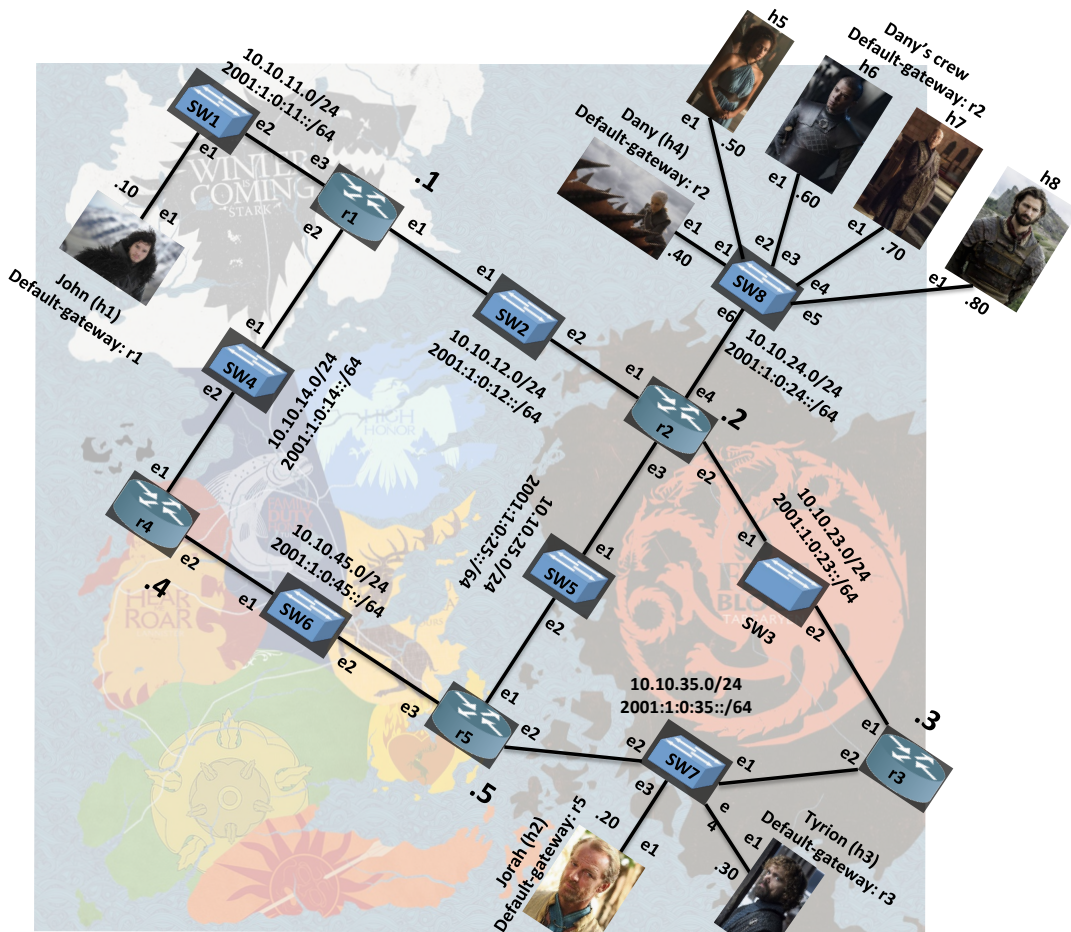 h5
Dany's crew
Default-gateway: r2
h6
h7
h8
10.10.11.0/24
2001:1:0:11::/64
SW1
e2
e1
e3
.10
e1
WINTER
COMING
STARK
.1
r1
e2
e1
John (h1)
Default-gateway: r1
Dany (h4)
Default-gateway: r2
e1
.50
e1
.60
e1
.70
e1
.80
e1
.40
e1
e2
e3
e4
e5
e6
SW8
10.10.24.0/24
2001:1:0:24::/64
e1
SW2
e2
10.10.12.0/24
2001:1:0:12::/64
e1
SW4
e2
10.10.14.0/24
2001:1:0:14::/64
e1
e4
r2
.2
e3
e2
HIGH
HONOR
e1
r4
e2
.4
HEAR
ROAR
10.10.45.0/24
2001:1:0:45::/64
e1
SW6
e2
10.10.25.0/24
2001:1:0:25::/64
e1
SW5
e2
10.10.23.0/24
2001:1:0:23::/64
e1
SW3
e2
BLOO
e3
e1
r5
e2
.5
10.10.35.0/24
2001:1:0:35::/64
e2
SW7
e1
e3
e
4
e1
e2
r3
.3
.20
e1
Jorah (h2)
Default-gateway: r5
.30
e1
Tyrion (h3)
Default-gateway: r3